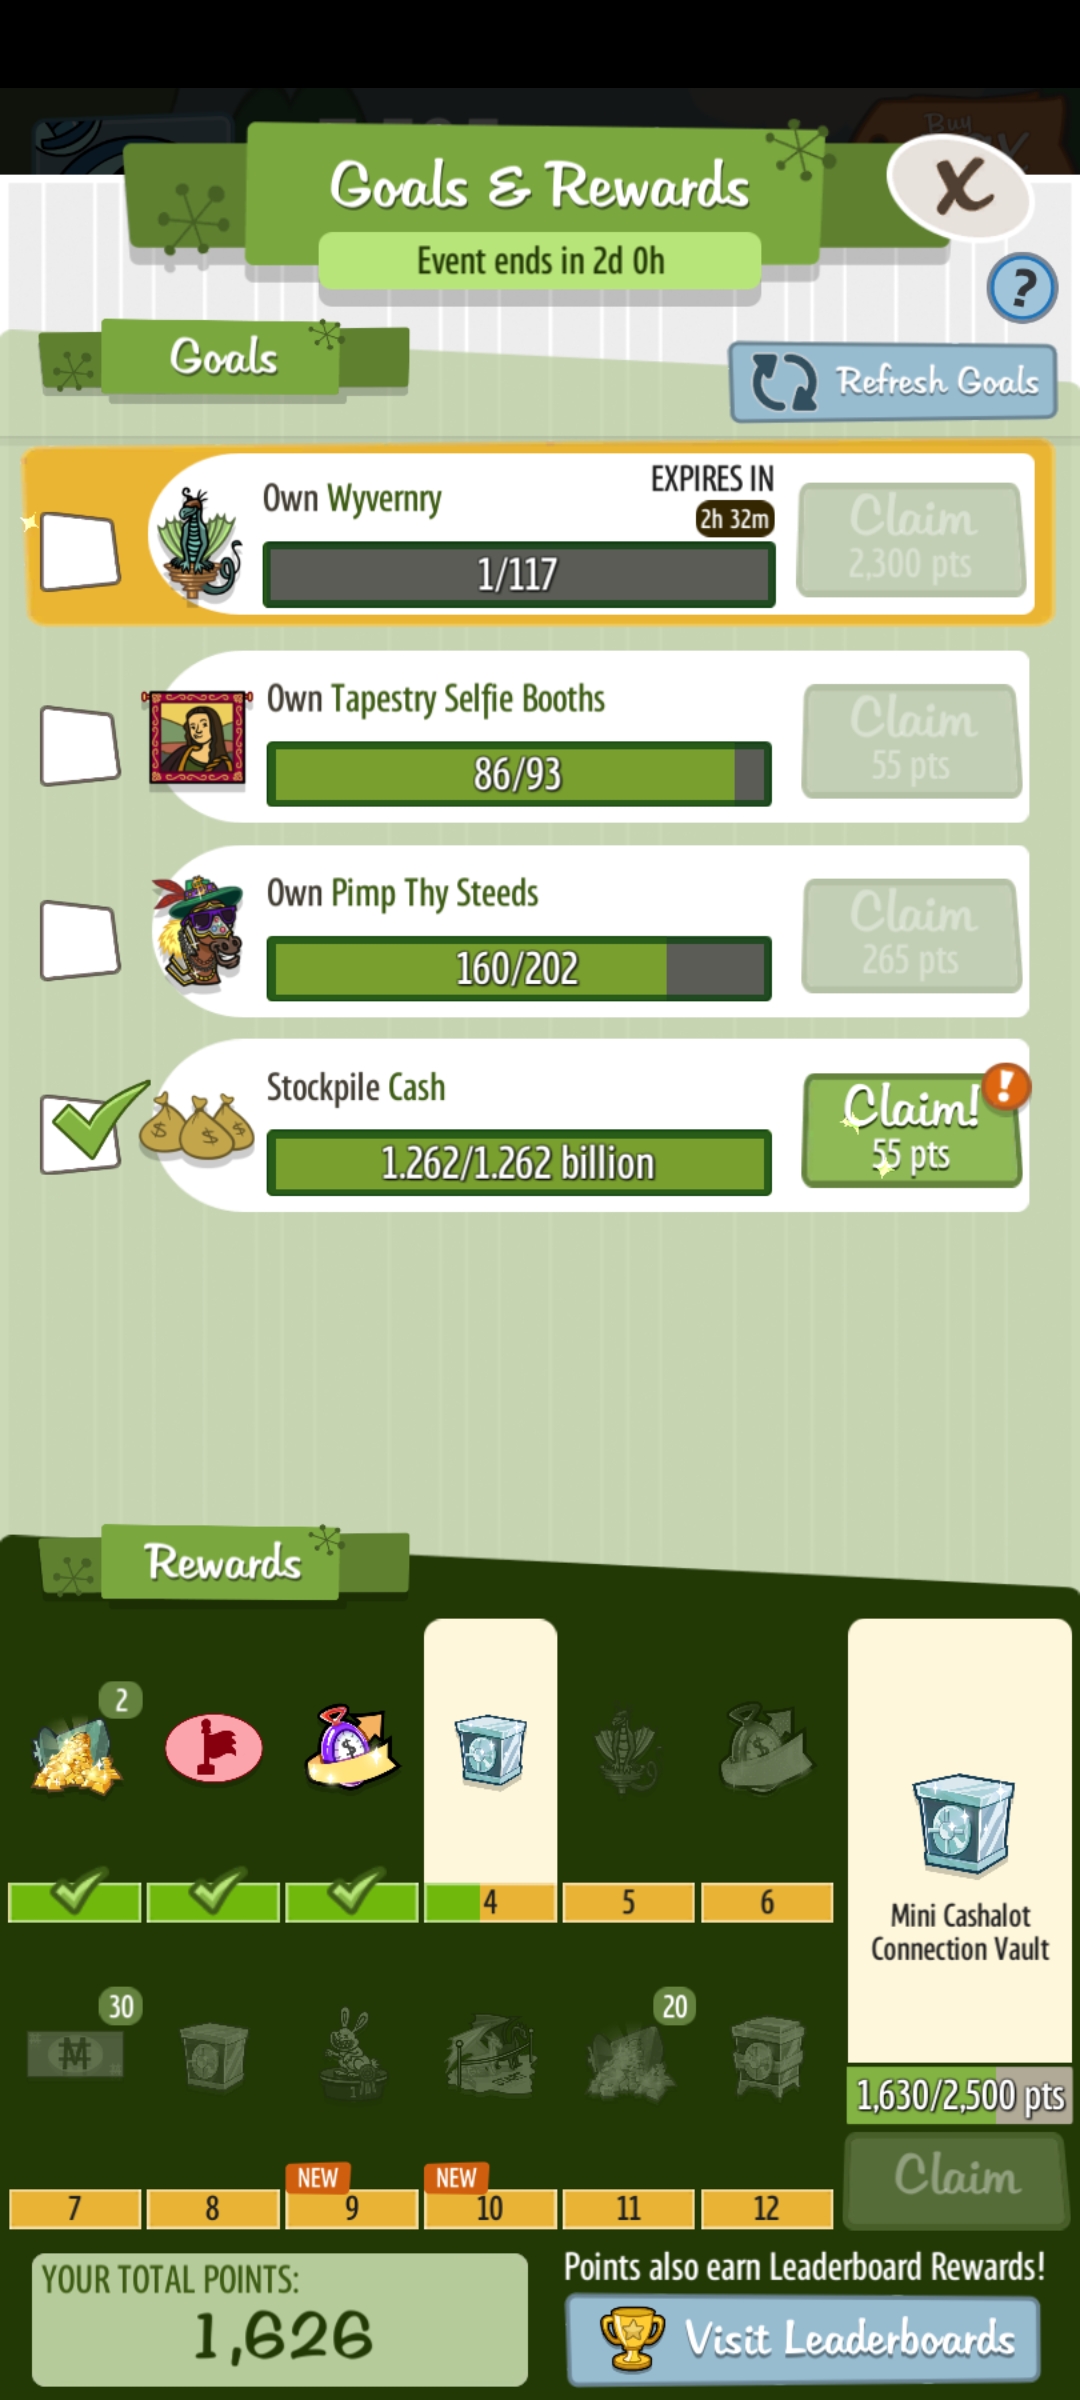 Buy
Goals & Rewards
X
Event ends in 2d 0h
?
Goals
Refresh Goals
Own Wyvernry
EXPIRES IN
2h 32m
1/117
Claim
2,300 pts
Own Tapestry Selfie Booths
86/93
Claim
55 pts
Own Pimp Thy Steeds
160/202
Claim
265 pts
Stockpile Cash
1.262/1.262 billion
!
Claim!
55 pts
Rewards
2
4
5
6
Mini Cashalot
Connection Vault
30
20
1,630/2,500 pts
NEW
NEW
7
8
9
10
11
12
Claim
YOUR TOTAL POINTS:
1,626
Points also earn Leaderboard Rewards!
Visit Leaderboards